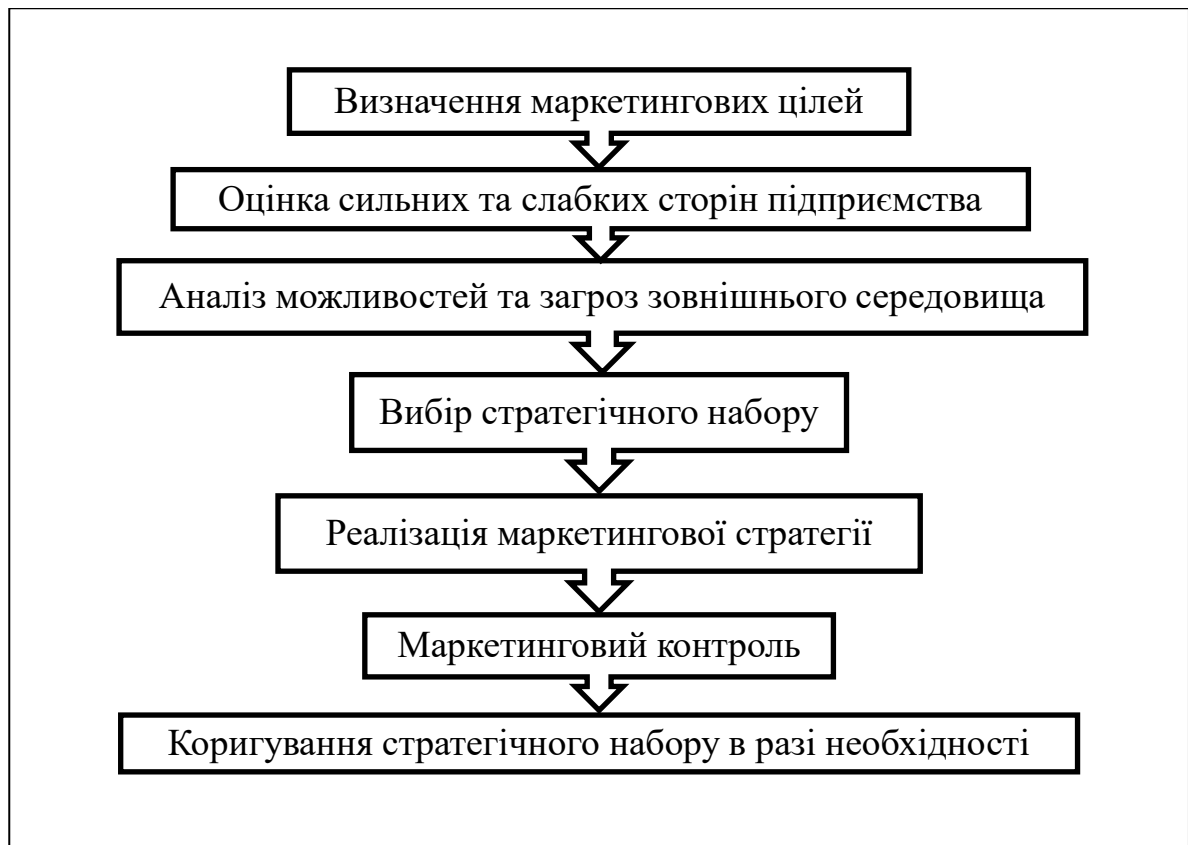 Визначення маркетингових цілей
Оцінка сильних та слабких сторін підприємства
Аналіз можливостей та загроз зовнішнього середовища
Вибір стратегічного набору
Реалізація маркетингової стратегії
Маркетинговий контроль
Коригування стратегічного набору в разі необхідності